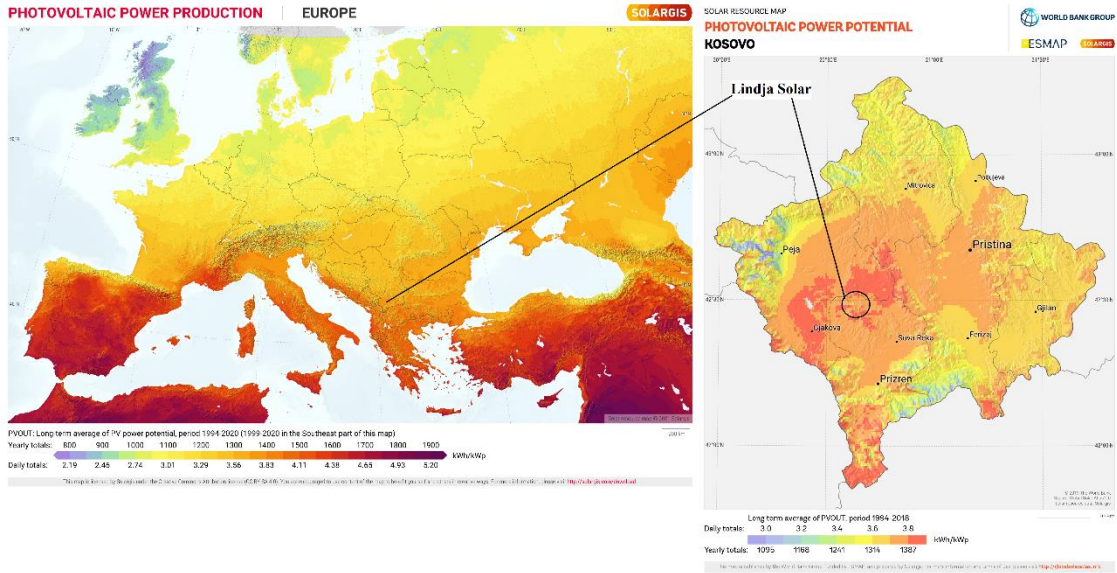 PHOTOVOLTAIC POWER PRODUCTION | EUROPE
SOLARGIS
PVOUT: Long term average of PV power potential, period 1994-2020 (1999-2020 in the Southeast part of this map)
Yearly totals: 800 900 1000 1100 1200 1300 1400 1500 1600 1700 1800 1900
kWh/kWp
Daily totals: 2.19 2.46 2.74 3.01 3.29 3.56 3.83 4.11 4.38 4.65 4.93 5.20
SOLAR RESOURCE MAP
PHOTOVOLTAIC POWER POTENTIAL
KOSOVO
WORLD BANK GROUP
ESMAP
SOLARGIS
Lindja Solar
Mitrovice
Podujeve
Peja
Pristina
Gjakova
Suva Reka
Ferizaj
Gjilan
Prizren
Long term average of PVOUT, period 1994-2018
Daily totals: 3.0 3.2 3.4 3.6 3.8
kWh/kWp
Yearly totals: 1095 1168 1241 1314 1387